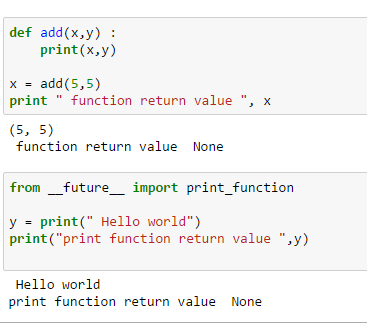 def add(x,y) :
    print(x,y)
x = add(5,5)
print " function return value ", x
(5, 5)
 function return value  None
from __future__ import print_function
y = print(" Hello world")
print("print function return value ",y)
 Hello world
print function return value  None